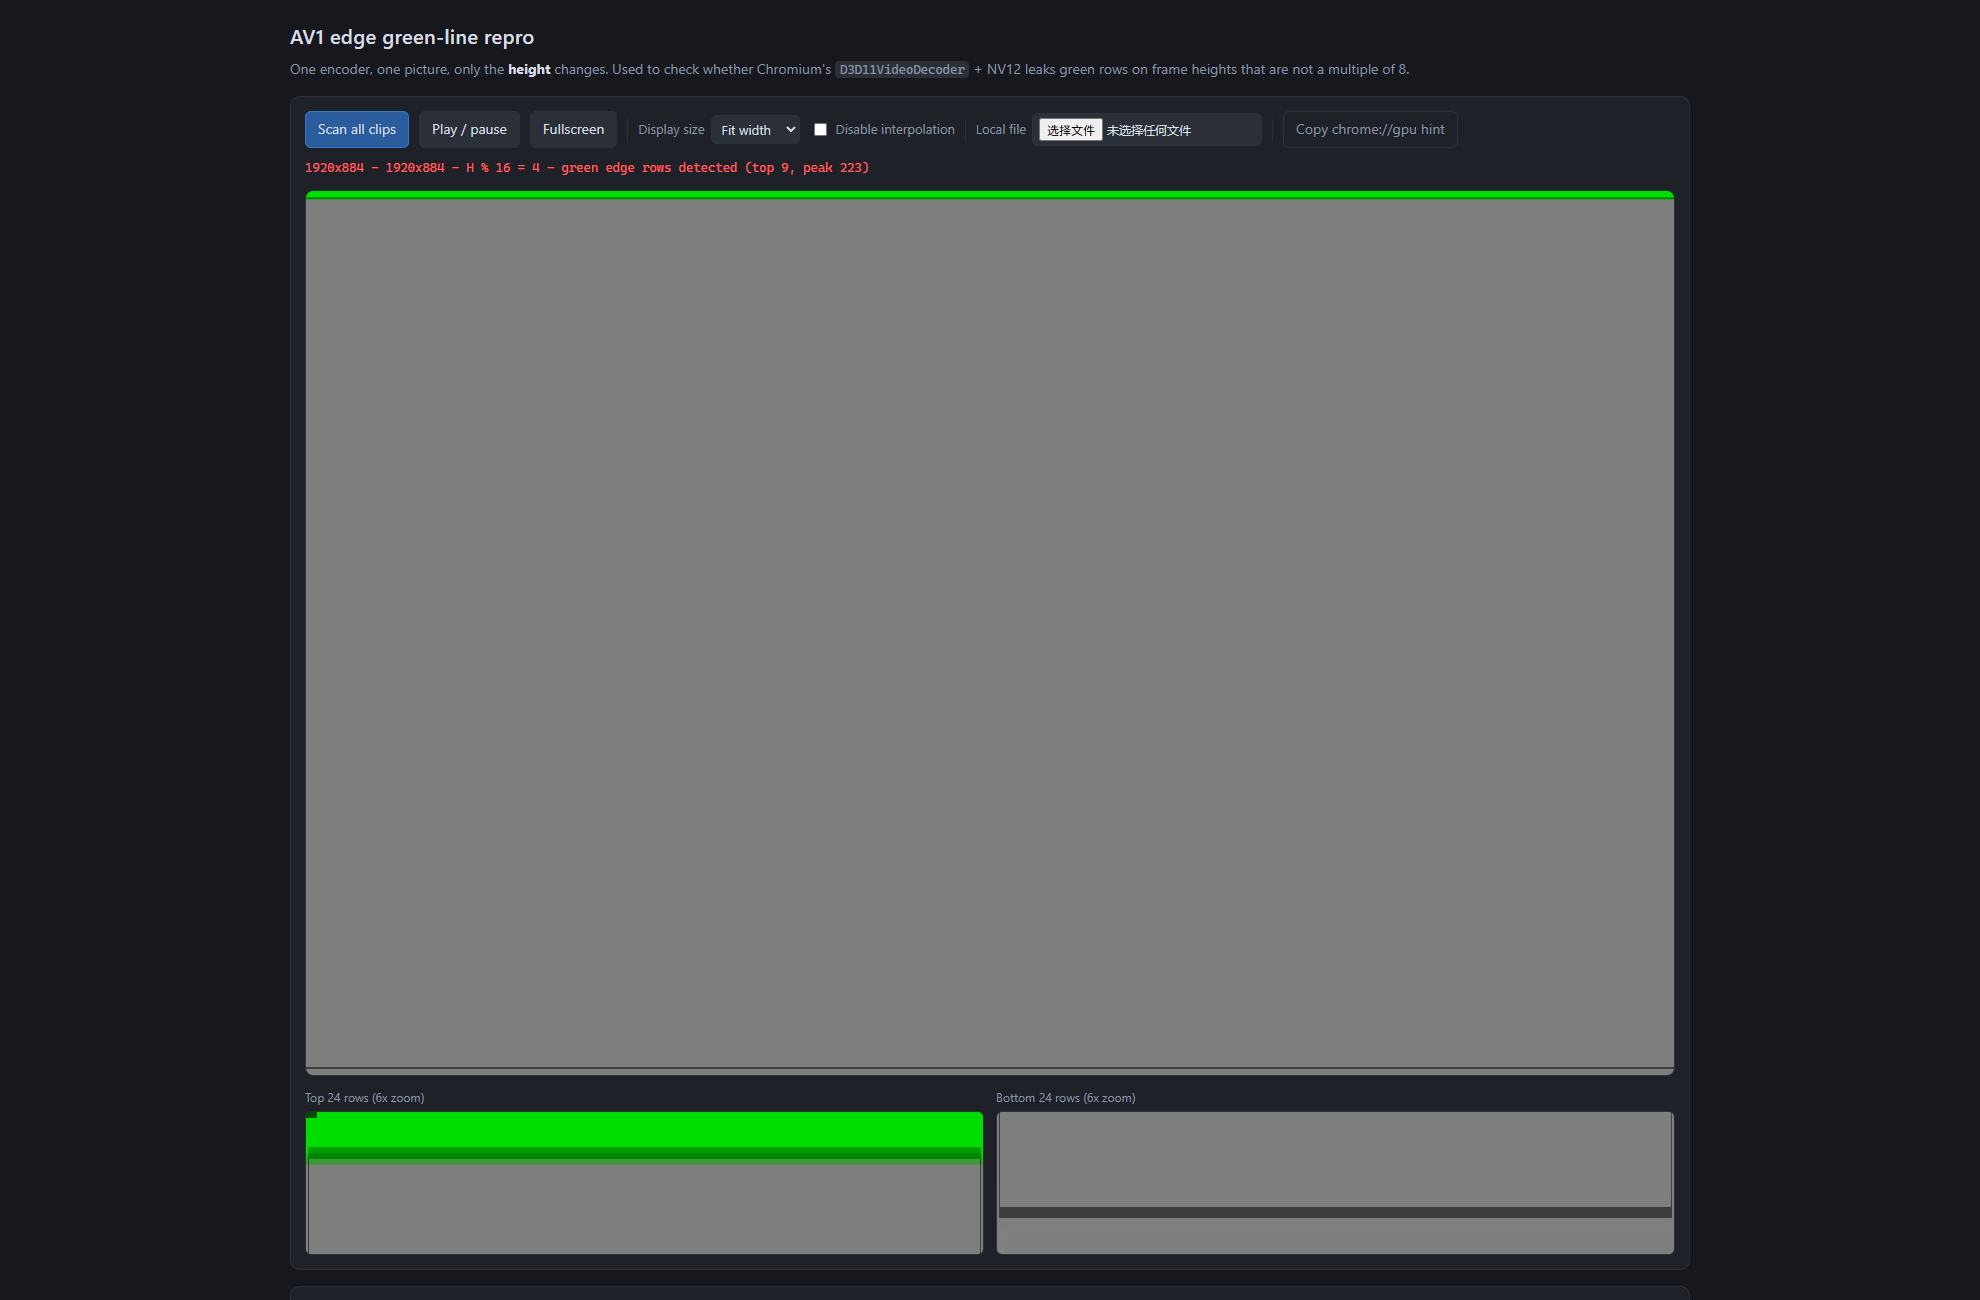 AV1 edge green-line repro
One encoder, one picture, only the height changes. Used to check whether Chromium's D3D11VideoDecoder + NV12 leaks green rows on frame heights that are not a multiple of 8.
Scan all clips Play / pause Fullscreen Display size Fit width Disable interpolation Local file 选择文件 未选择任何文件 Copy chrome://gpu hint
1920x884 — 1920x884 — H % 16 = 4 — green edge rows detected (top 9, peak 223)
Top 24 rows (6x zoom) Bottom 24 rows (6x zoom)